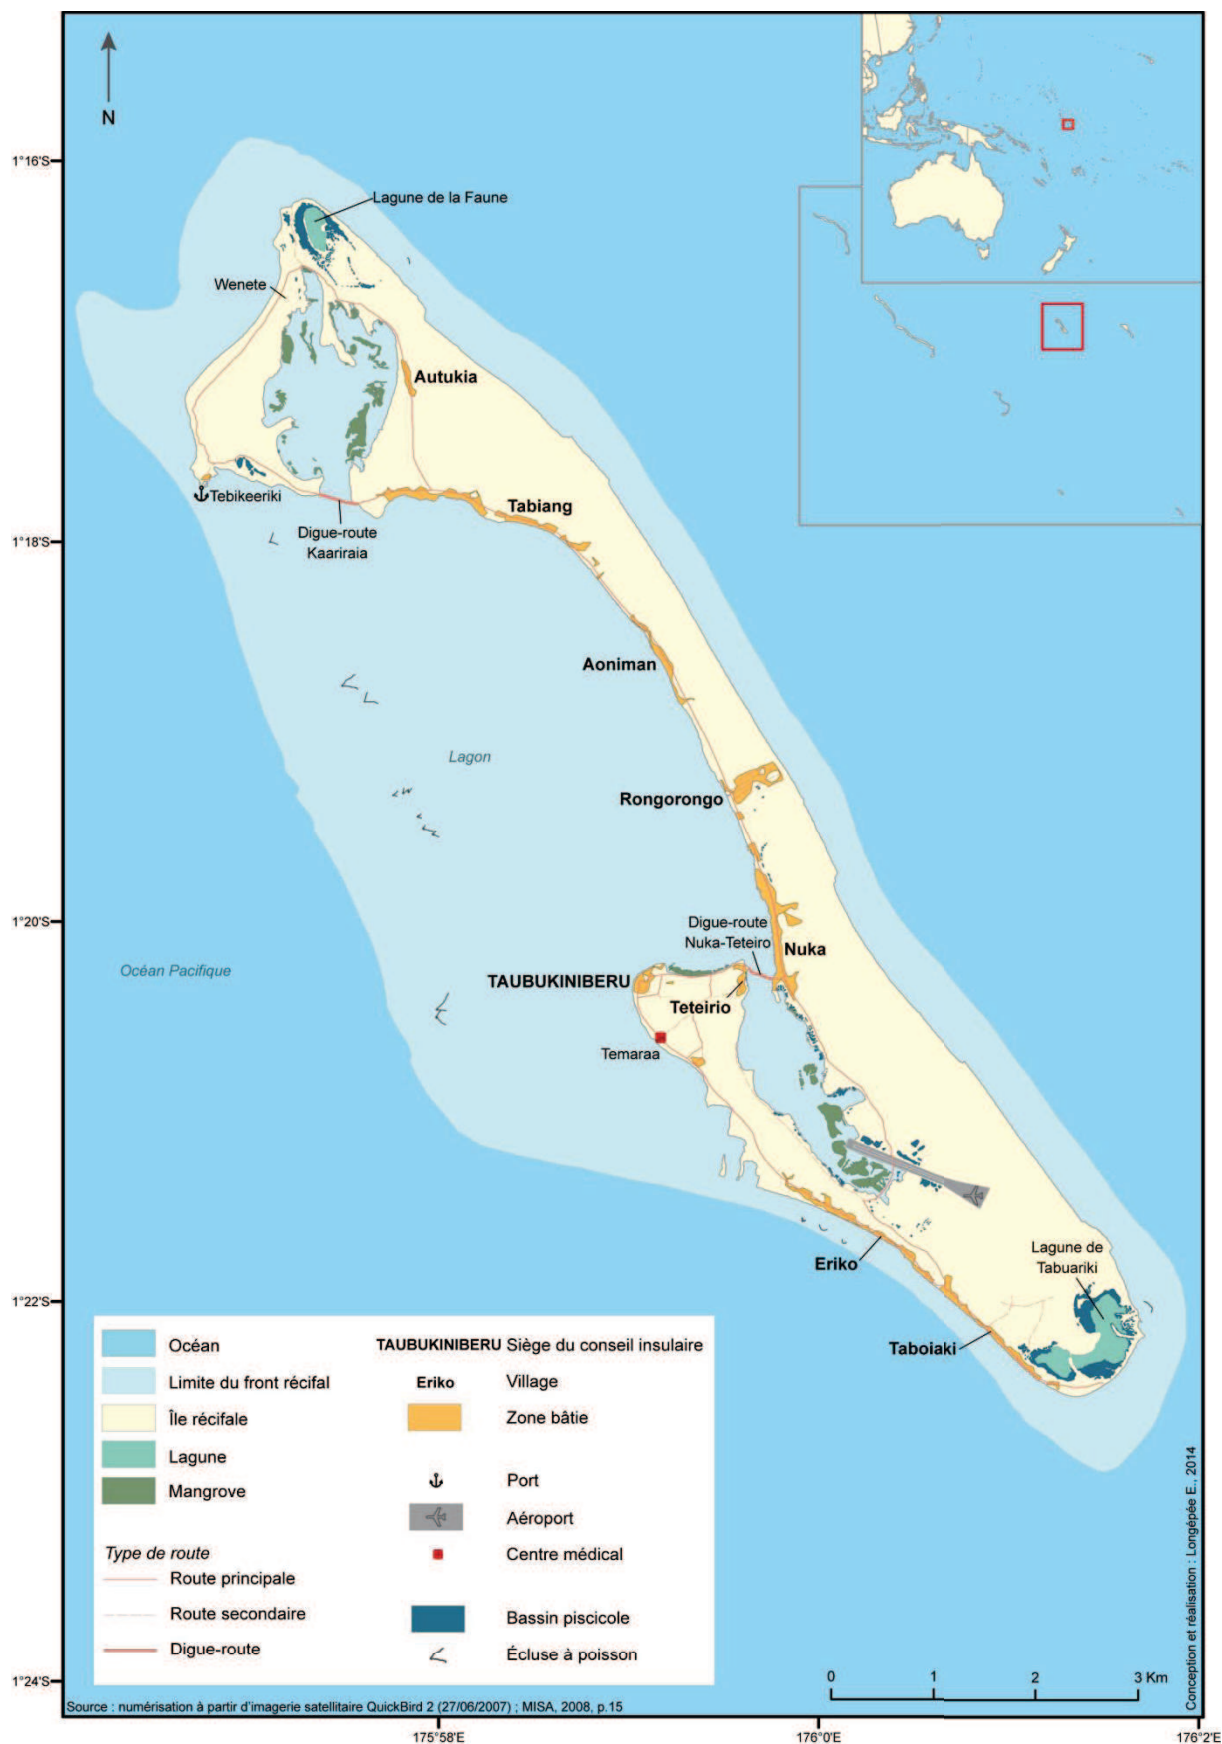 N
1°16'S
Lagune de la Faune
Wenete
Autukia
Tebikeeriki
Tabiang
Digue-route
Kaariraia
1°18'S
Aoniman
Lagon
Rongorongo
1°20'S
Digue-route
Nuka-Teteiro
Nuka
Océan Pacifique
TAUBUKINIBERU
Teteirio
Temaraa
Lagune de
Tabuariki
Eriko
1°22'S
Taboiaki
Océan
Limite du front récifal
Île récifale
Lagune
Mangrove
Type de route
Route principale
Route secondaire
Digue-route
TAUBUKINIBERU Siège du conseil insulaire
Eriko Village
Zone bâtie
Port
Aéroport
Centre médical
Bassin piscicole
Écluse à poisson
1°24'S
0 1 2 3 Km
Source : numérisation à partir d'imagerie satellitaire QuickBird 2 (27/06/2007) ; MISA, 2008, p.15
Conception et réalisation : Longépée E., 2014
175°58'E 176°0'E 176°2'E